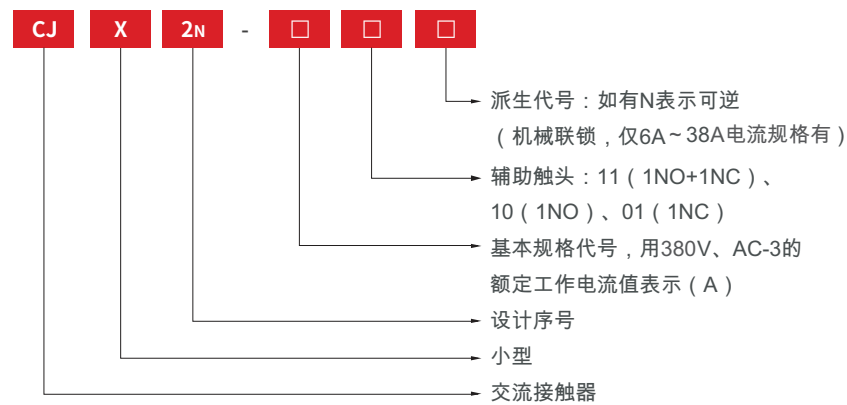 CJ X 2N - □ □ □
派生代号：如有N表示可逆
（机械联锁，仅6A～38A电流规格有）
辅助触头：11（1NO+1NC）、
10（1NO）、01（1NC）
基本规格代号，用380V、AC-3的
额定工作电流值表示（A）
设计序号
小型
交流接触器